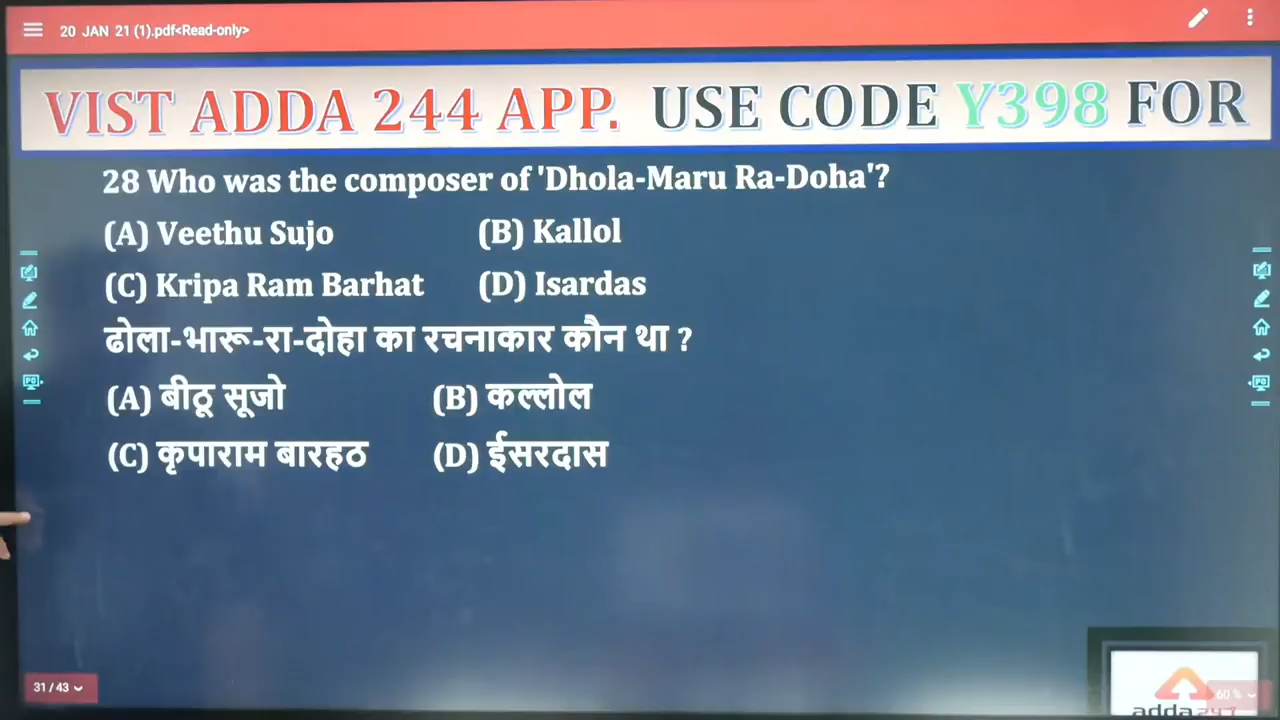 20 JAN 21 (1).pdf<Read-only>
VIST ADDA 244 APP. USE CODE Y398 FOR
28 Who was the composer of 'Dhola-Maru Ra-Doha'?
(A) Veethu Sujo (B) Kallol
(C) Kripa Ram Barhat (D) Isardas
ढोला-भारू-रा-दोहा का रचनाकार कौन था ?
(A) बीठू सूजो (B) कल्लोल
(C) कृपाराम बारहठ (D) ईसरदास
31 / 43
60 %
adda247